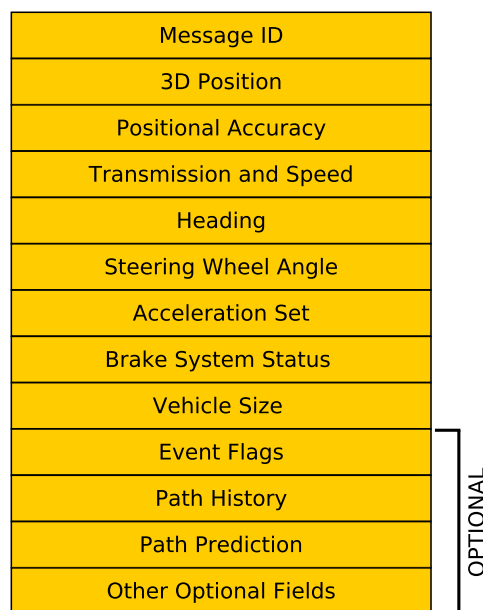 Message ID
3D Position
Positional Accuracy
Transmission and Speed
Heading
Steering Wheel Angle
Acceleration Set
Brake System Status
Vehicle Size
Event Flags
Path History
Path Prediction
Other Optional Fields
OPTIONAL